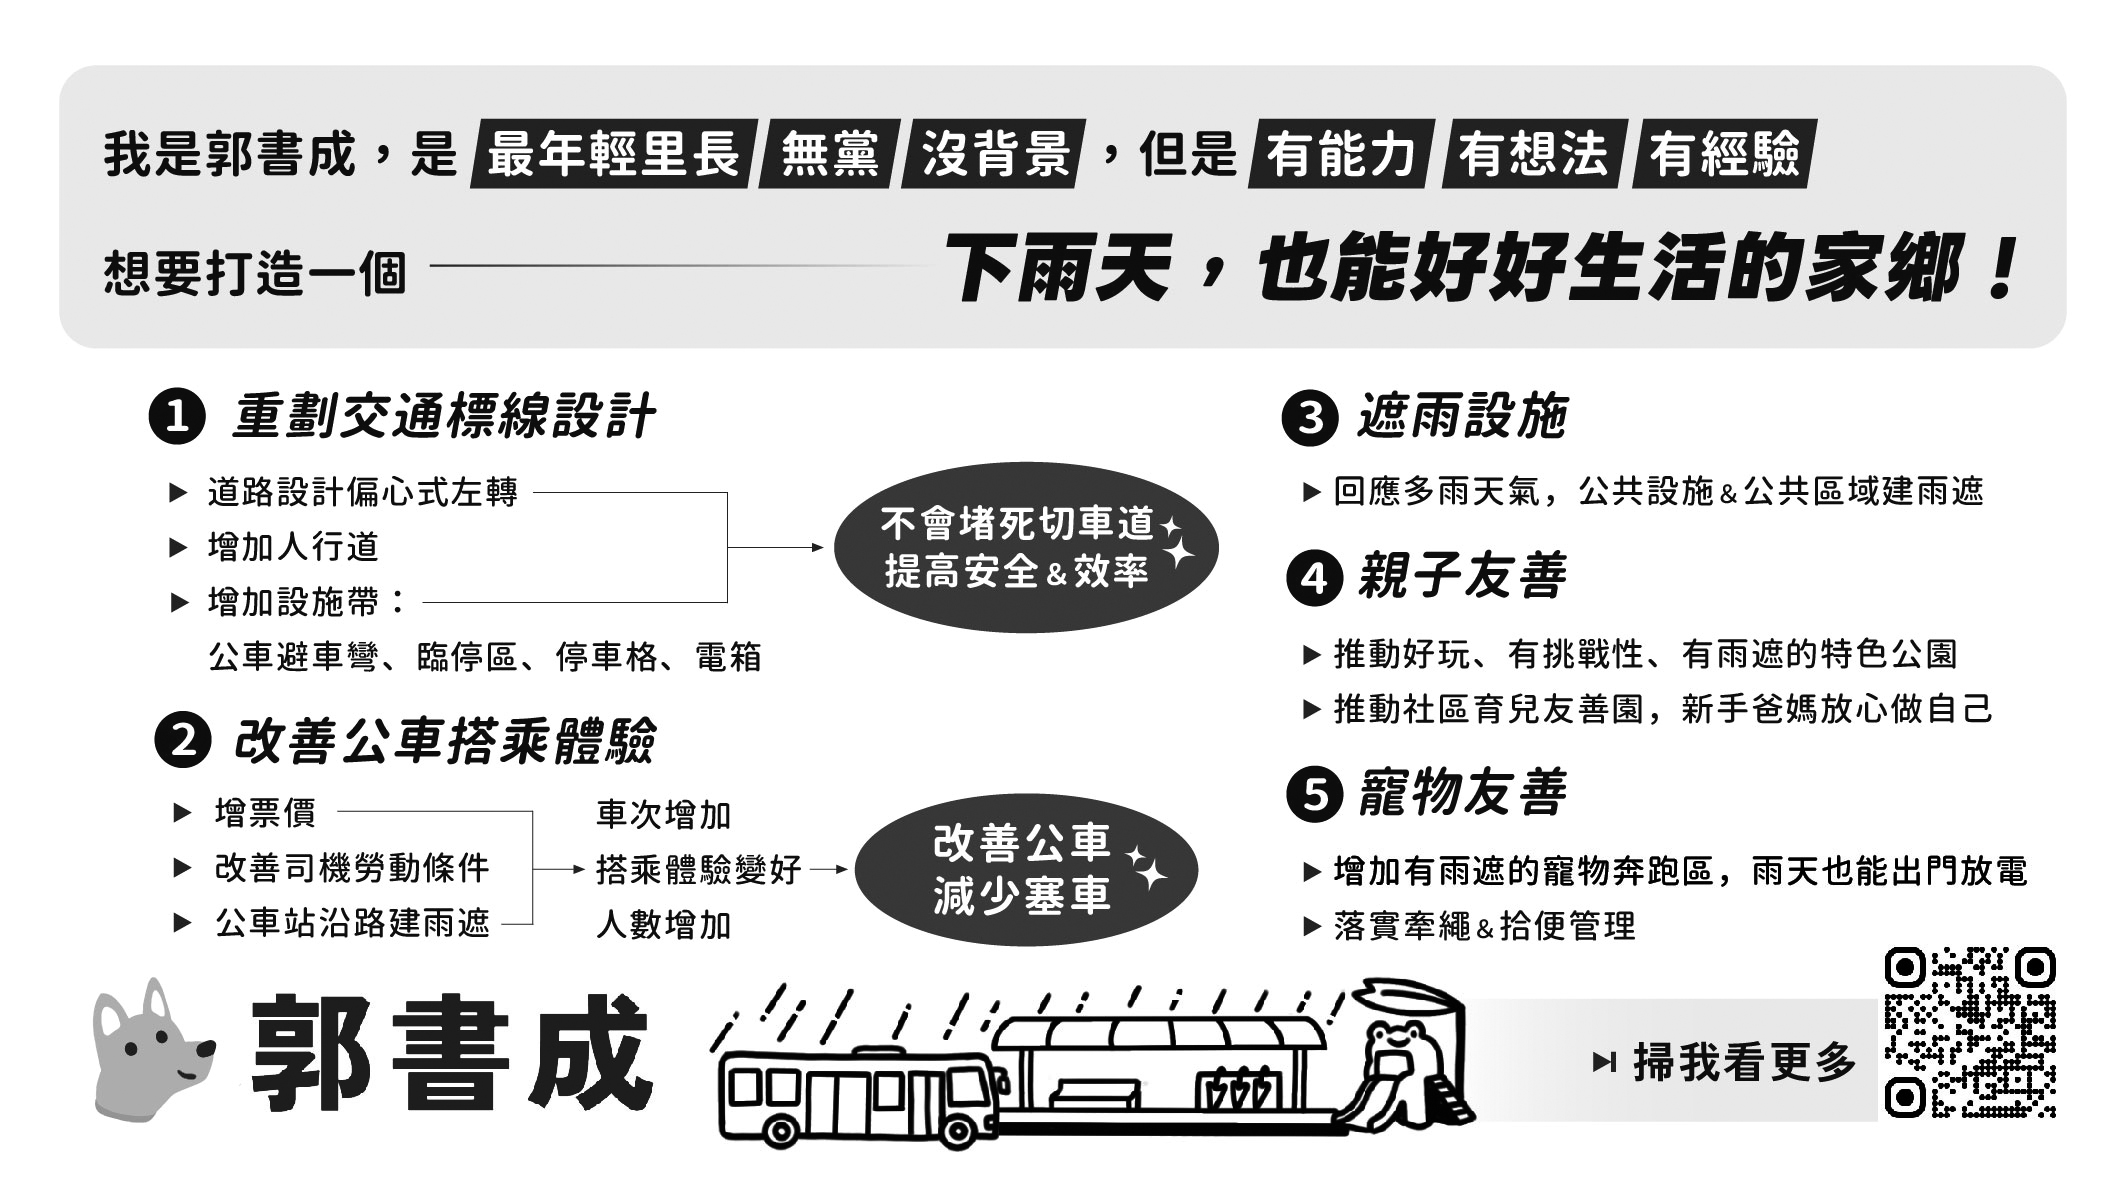 我是郭書成，是 最年輕里長 無黨 沒背景，但是 有能力 有想法 有經驗
想要打造一個 下雨天，也能好好生活的家鄉！
1 重劃交通標線設計
▶ 道路設計偏心式左轉
▶ 增加人行道
▶ 增加設施帶：
公車避車彎、臨停區、停車格、電箱
不會堵死切車道
提高安全&效率
2 改善公車搭乘體驗
▶ 增票價
▶ 改善司機勞動條件
▶ 公車站沿路建雨遮
車次增加
搭乘體驗變好
人數增加
改善公車
減少塞車
3 遮雨設施
▶ 回應多雨天氣，公共設施&公共區域建雨遮
4 親子友善
▶ 推動好玩、有挑戰性、有雨遮的特色公園
▶ 推動社區育兒友善園，新手爸媽放心做自己
5 寵物友善
▶ 增加有雨遮的寵物奔跑區，雨天也能出門放電
▶ 落實牽繩&拾便管理
郭書成
掃我看更多